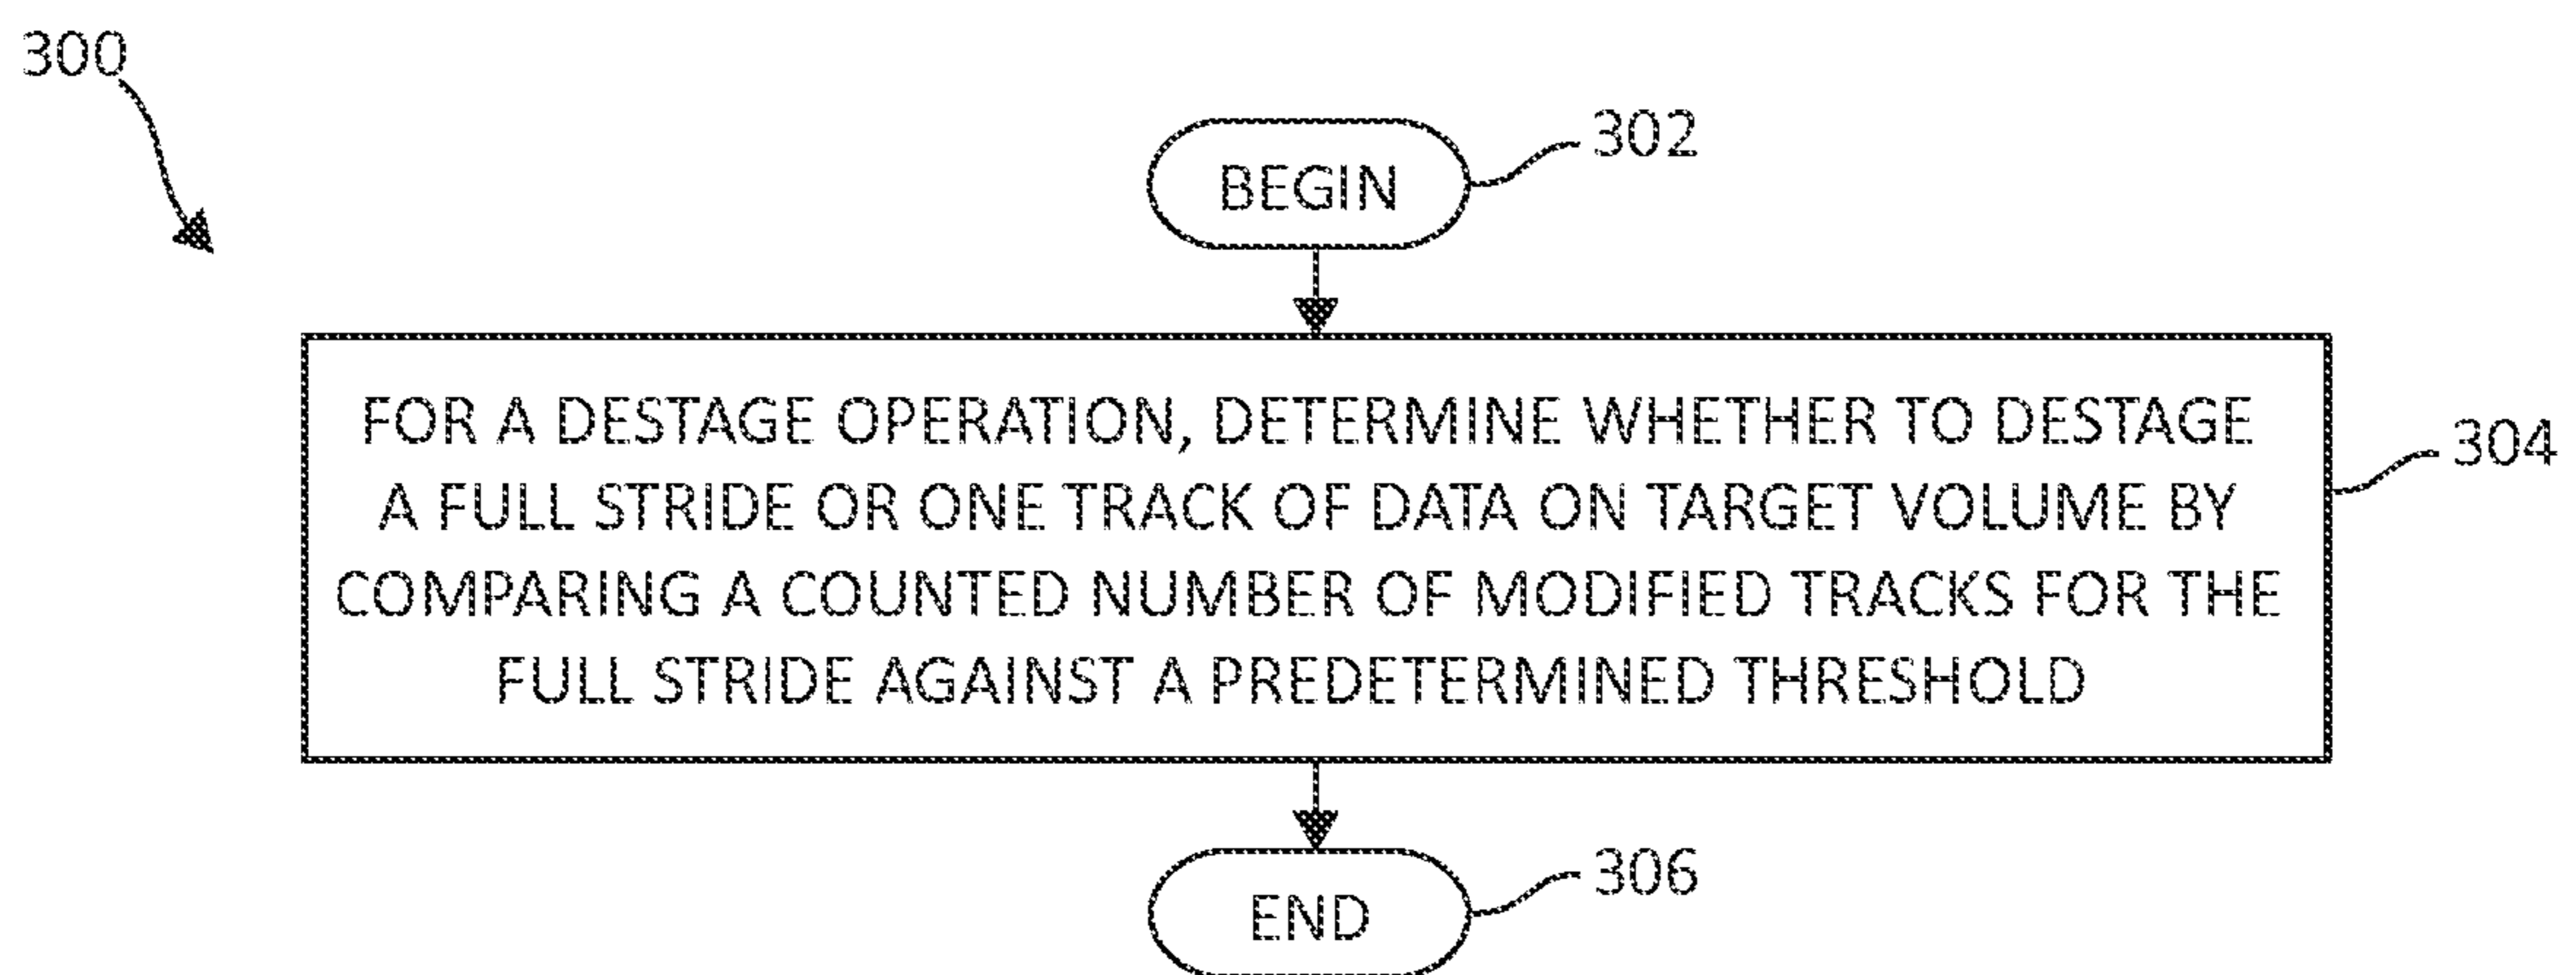 300
302
BEGIN
FOR A DESTAGE OPERATION, DETERMINE WHETHER TO DESTAGE
A FULL STRIDE OR ONE TRACK OF DATA ON TARGET VOLUME BY
COMPARING A COUNTED NUMBER OF MODIFIED TRACKS FOR THE
FULL STRIDE AGAINST A PREDETERMINED THRESHOLD
304
306
END